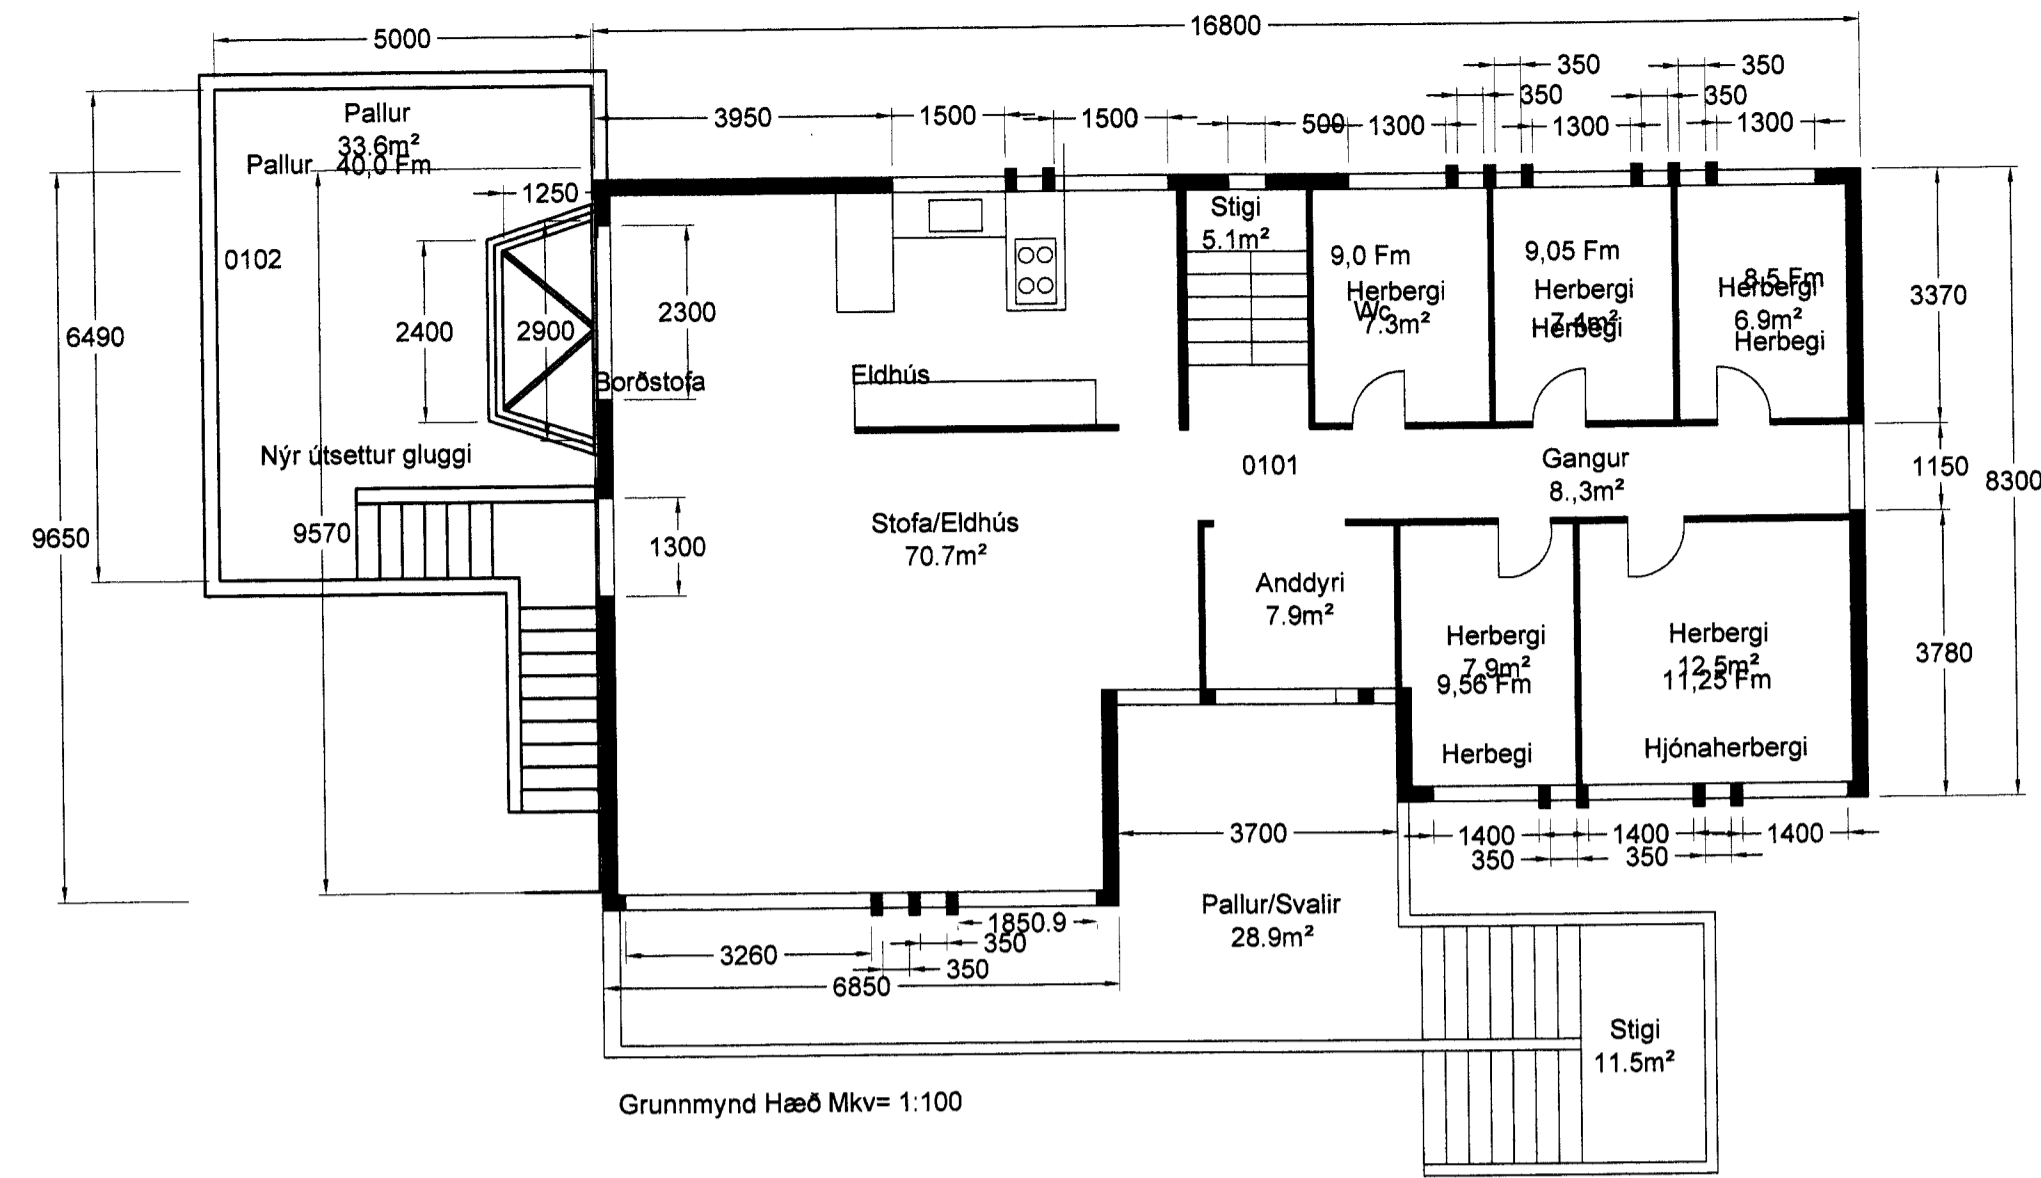 16800
5000
350
350
350
350
3950
1500
1500
500
1300
1300
1300
Pallur
33.6m²
Pallur 40,0 Fm
1250
0102
2400
2900
2300
6490
9650
9570
8300
3370
1150
3780
Stigi
5.1m²
9,0 Fm
Herbergi
Wc
7.3m²
9,05 Fm
Herbergi
7.4m²
Herbegi
8.5 Fm
Herbergi
6.9m²
Herbegi
Borðstofa
Eldhús
Nýr útsettur gluggi
0101
Gangur
8.,3m²
Stofa/Eldhús
70.7m²
1300
Anddyri
7.9m²
Herbergi
7.9m²
9,56 Fm
Herbegi
Herbergi
12.5m²
11,25 Fm
Hjónaherbergi
3700
1400
1400
1400
350
350
Pallur/Svalir
28.9m²
1850.9
350
3260
350
6850
Stigi
11.5m²
Grunnmynd Hæð Mkv= 1:100